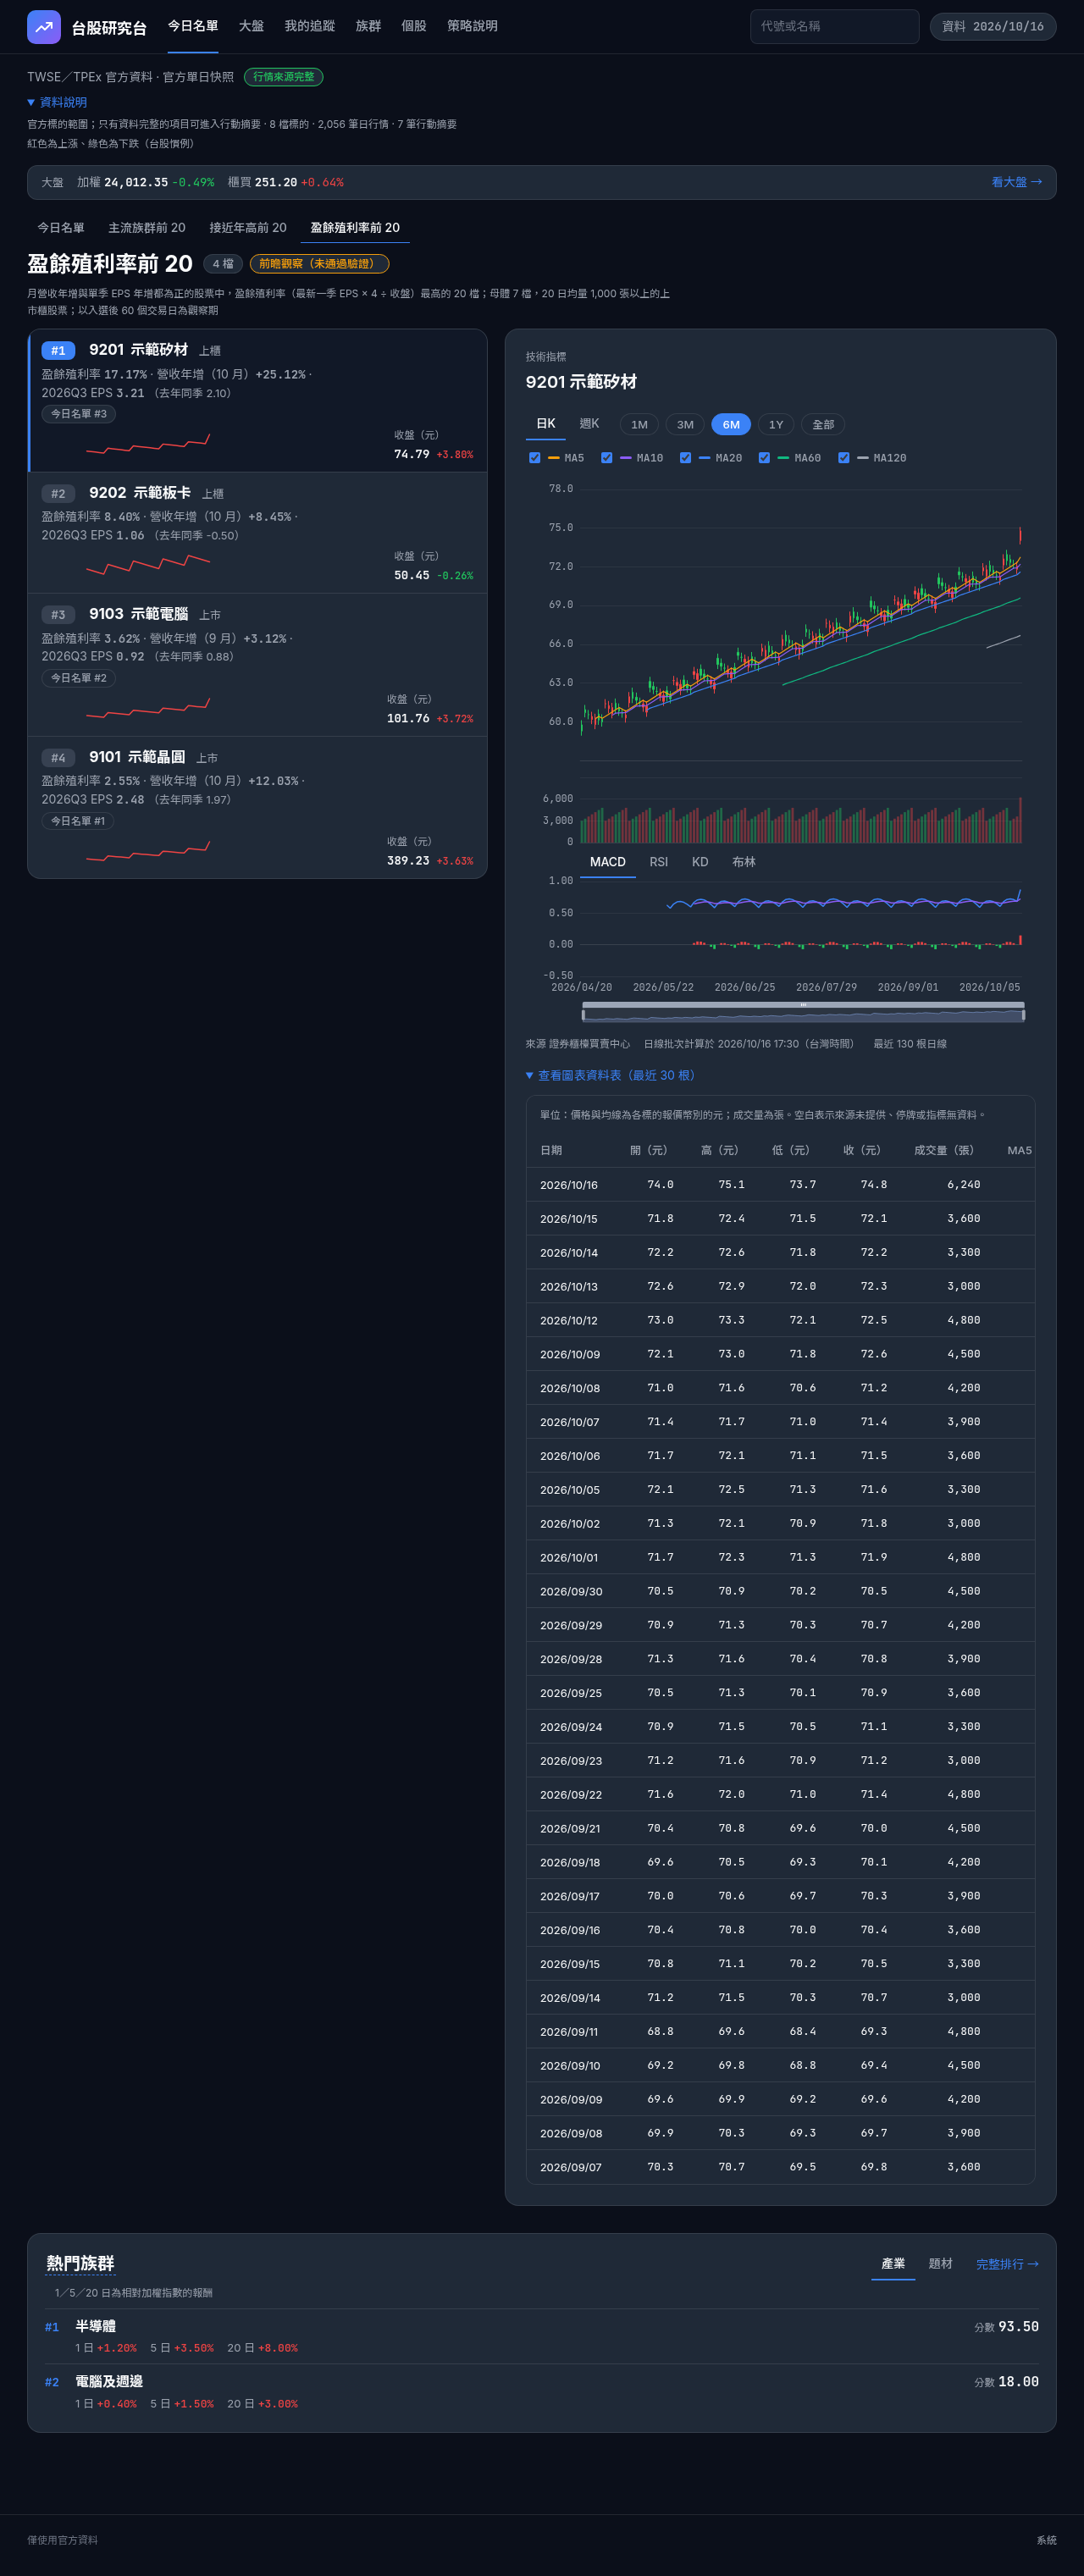 台股研究台 今日名單 大盤 我的追蹤 族群 個股 策略說明 代號或名稱 資料 2026/10/16
TWSE／TPEx 官方資料 · 官方單日快照 行情來源完整
▼ 資料說明
官方標的範圍；只有資料完整的項目可進入行動摘要 · 8 檔標的 · 2,056 筆日行情 · 7 筆行動摘要
紅色為上漲、綠色為下跌（台股慣例）
大盤 加權 24,012.35 -0.49% 櫃買 251.20 +0.64% 看大盤 →
今日名單 主流族群前 20 接近年高前 20 盈餘殖利率前 20
盈餘殖利率前 20 4 檔 前瞻觀察（未通過驗證）
月營收年增與單季 EPS 年增都為正的股票中，盈餘殖利率（最新一季 EPS × 4 ÷ 收盤）最高的 20 檔；母體 7 檔，20 日均量 1,000 張以上的上
市櫃股票；以入選後 60 個交易日為觀察期
#1 9201 示範矽材 上櫃
盈餘殖利率 17.17% · 營收年增（10 月）+25.12% ·
2026Q3 EPS 3.21 （去年同季 2.10）
今日名單 #3
收盤（元）
74.79 +3.80%
#2 9202 示範板卡 上櫃
盈餘殖利率 8.40% · 營收年增（10 月）+8.45% ·
2026Q3 EPS 1.06 （去年同季 -0.50）
收盤（元）
50.45 -0.26%
#3 9103 示範電腦 上市
盈餘殖利率 3.62% · 營收年增（9 月）+3.12% ·
2026Q3 EPS 0.92 （去年同季 0.88）
今日名單 #2
收盤（元）
101.76 +3.72%
#4 9101 示範晶圓 上市
盈餘殖利率 2.55% · 營收年增（10 月）+12.03% ·
2026Q3 EPS 2.48 （去年同季 1.97）
今日名單 #1
收盤（元）
389.23 +3.63%
技術指標
9201 示範矽材
日K 週K 1M 3M 6M 1Y 全部
MA5 MA10 MA20 MA60 MA120
78.0
75.0
72.0
69.0
66.0
63.0
60.0
6,000
3,000
0
MACD RSI KD 布林
1.00
0.50
0.00
-0.50
2026/04/20 2026/05/22 2026/06/25 2026/07/29 2026/09/01 2026/10/05
來源 證券櫃檯買賣中心 日線批次計算於 2026/10/16 17:30（台灣時間） 最近 130 根日線
▼ 查看圖表資料表（最近 30 根）
單位：價格與均線為各標的報價幣別的元；成交量為張。空白表示來源未提供、停牌或指標無資料。
日期 開（元） 高（元） 低（元） 收（元） 成交量（張） MA5
2026/10/16 74.0 75.1 73.7 74.8 6,240
2026/10/15 71.8 72.4 71.5 72.1 3,600
2026/10/14 72.2 72.6 71.8 72.2 3,300
2026/10/13 72.6 72.9 72.0 72.3 3,000
2026/10/12 73.0 73.3 72.1 72.5 4,800
2026/10/09 72.1 73.0 71.8 72.6 4,500
2026/10/08 71.0 71.6 70.6 71.2 4,200
2026/10/07 71.4 71.7 71.0 71.4 3,900
2026/10/06 71.7 72.1 71.1 71.5 3,600
2026/10/05 72.1 72.5 71.3 71.6 3,300
2026/10/02 71.3 72.1 70.9 71.8 3,000
2026/10/01 71.7 72.3 71.3 71.9 4,800
2026/09/30 70.5 70.9 70.2 70.5 4,500
2026/09/29 70.9 71.3 70.3 70.7 4,200
2026/09/28 71.3 71.6 70.4 70.8 3,900
2026/09/25 70.5 71.3 70.1 70.9 3,600
2026/09/24 70.9 71.5 70.5 71.1 3,300
2026/09/23 71.2 71.6 70.9 71.2 3,000
2026/09/22 71.6 72.0 71.0 71.4 4,800
2026/09/21 70.4 70.8 69.6 70.0 4,500
2026/09/18 69.6 70.5 69.3 70.1 4,200
2026/09/17 70.0 70.6 69.7 70.3 3,900
2026/09/16 70.4 70.8 70.0 70.4 3,600
2026/09/15 70.8 71.1 70.2 70.5 3,300
2026/09/14 71.2 71.5 70.3 70.7 3,000
2026/09/11 68.8 69.6 68.4 69.3 4,800
2026/09/10 69.2 69.8 68.8 69.4 4,500
2026/09/09 69.6 69.9 69.2 69.6 4,200
2026/09/08 69.9 70.3 69.3 69.7 3,900
2026/09/07 70.3 70.7 69.5 69.8 3,600
熱門族群 產業 題材 完整排行 →
1／5／20 日為相對加權指數的報酬
#1 半導體 分數 93.50
1 日 +1.20% 5 日 +3.50% 20 日 +8.00%
#2 電腦及週邊 分數 18.00
1 日 +0.40% 5 日 +1.50% 20 日 +3.00%
僅使用官方資料 系統